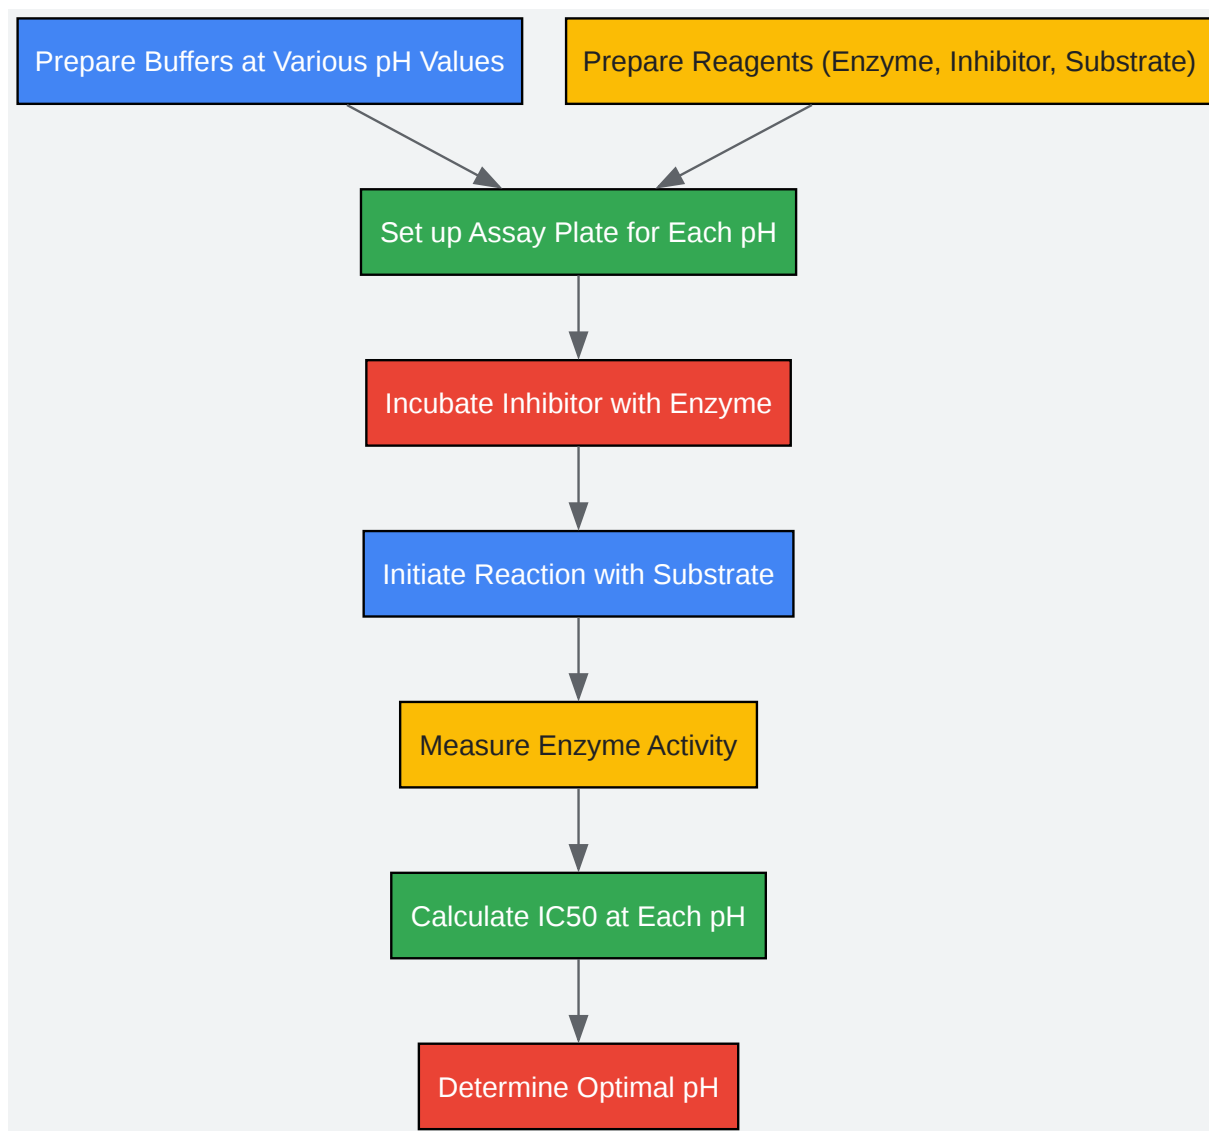 Prepare Buffers at Various pH Values
Prepare Reagents (Enzyme, Inhibitor, Substrate)
Set up Assay Plate for Each pH
Incubate Inhibitor with Enzyme
Initiate Reaction with Substrate
Measure Enzyme Activity
Calculate IC50 at Each pH
Determine Optimal pH